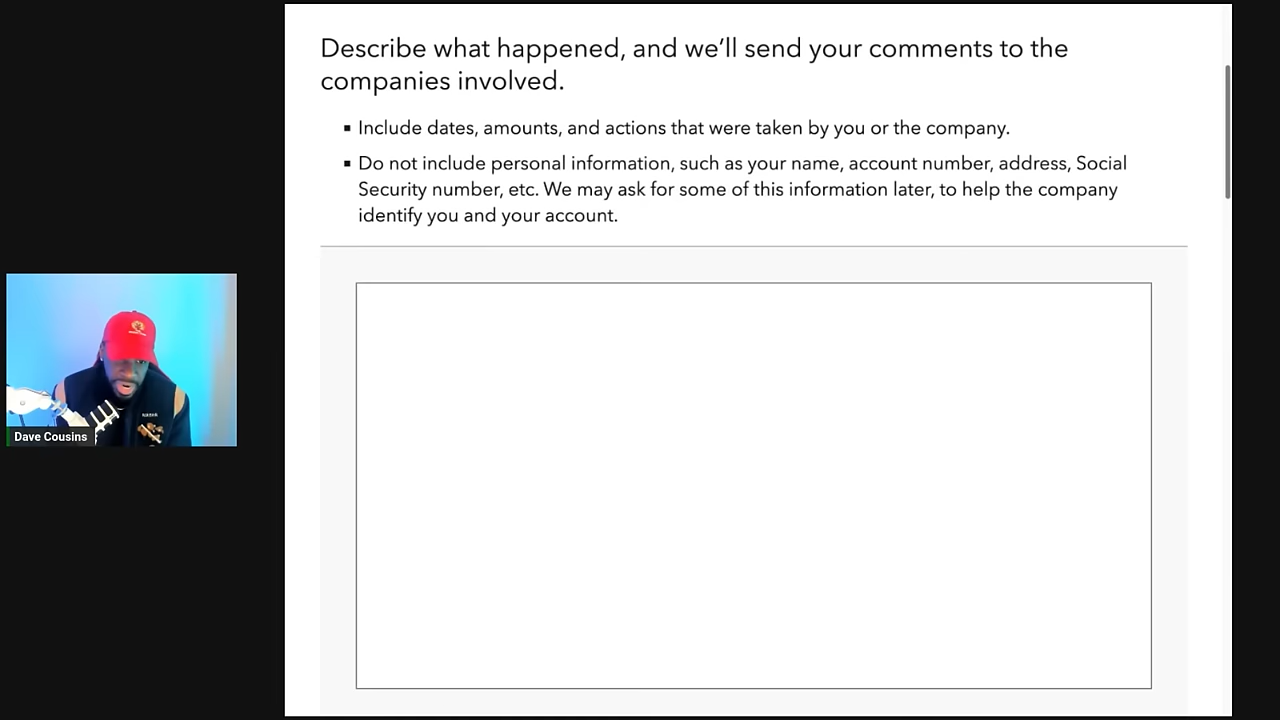 Describe what happened, and we’ll send your comments to the
companies involved.
▪ Include dates, amounts, and actions that were taken by you or the company.
▪ Do not include personal information, such as your name, account number, address, Social
Security number, etc. We may ask for some of this information later, to help the company
identify you and your account.
Dave Cousins